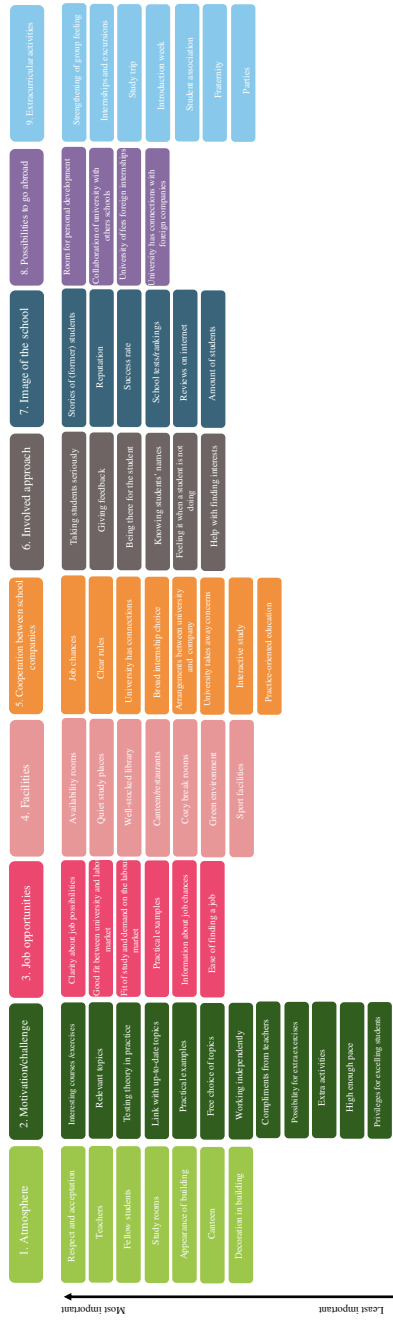 1. Atmosphere
Respect and acceptation
Teachers
Fellow students
Study rooms
Appearance of building
Canteen
Decoration in building
2. Motivation/challenge
Interesting courses /exercises
Relevant topics
Testing theory in practice
Link with up-to-date topics
Practical examples
Free choice of topics
Working independently
Compliments from teachers
Possibility for extra exercises
Extra activities
High enough pace
Privileges for excelling students
3. Job opportunities
Clarity about job possibilities
Good fit between university and labo
market
Fit of study and demand on the labour
market
Practical examples
Information about job chances
Ease of finding a job
4. Facilities
Availability rooms
Quiet study places
Well-stocked library
Canteen/restaurants
Cozy break rooms
Green environment
Sport facilities
5. Cooperation between school
companies
Job chances
Clear rules
University has connections
Broad internship choice
Arrangements between university
and company
University takes away concerns
Interactive study
Practice-oriented education
6. Involved approach
Taking students seriously
Giving feedback
Being there for the student
Knowing students' names
Feeling it when a student is not
doing
Help with finding interests
7. Image of the school
Stories of (former) students
Reputation
Success rate
School tests/rankings
Reviews on internet
Amount of students
8. Possibilities to go abroad
Room for personal development
Collaboration of university with
others schools
University offers foreign internships
University has connections with
foreign companies
9. Extracurricular activities
Strengthening of group feeling
Internships and excursions
Study trip
Introduction week
Student association
Fraternity
Parties
Most important
Least important